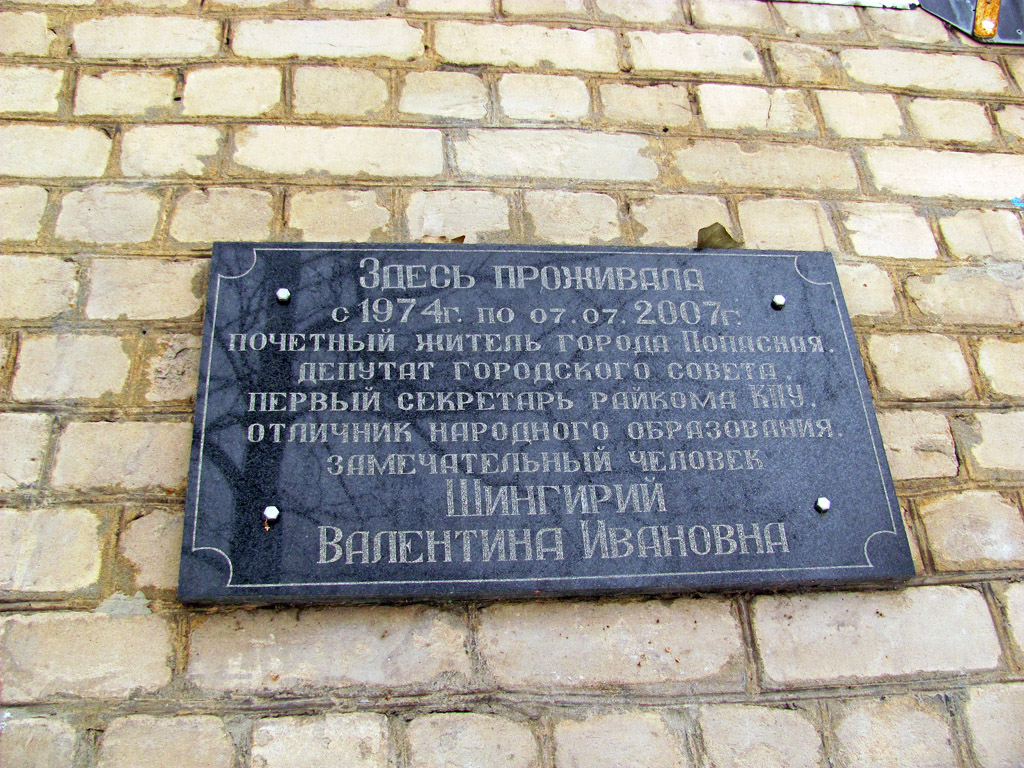 Здесь проживала
с 1974г. по 07.07.2007г.
почетный житель города Попасная.
депутат городского совета.
первый секретарь райкома КПУ.
отличник народного образования.
замечательный человек
Шингирий
Валентина Ивановна